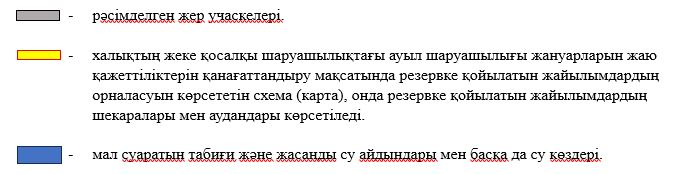 - рәсімделген жер учаскелері.
- халықтың жеке қосалқы шаруашылықтағы ауыл шаруашылығы жануарларын жаю
қажеттіліктерін қанағаттандыру мақсатында резервке қойылатын жайылымдардың
орналасуын көрсететін схема (карта), онда резервке қойылатын жайылымдардың
шекаралары мен аудандары көрсетіледі.
- мал суаратын табиғи және жасанды су айдындары мен басқа да су көздері.